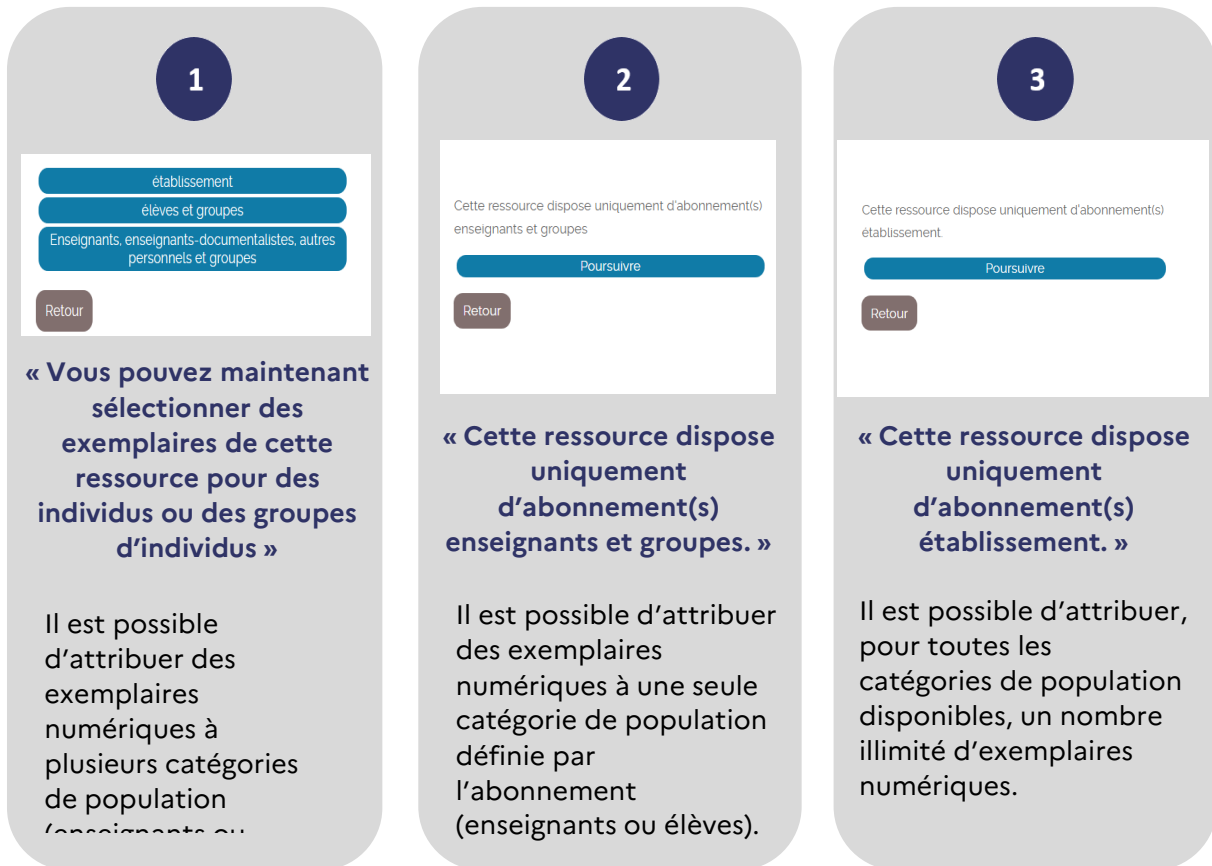 1
établissement
élèves et groupes
Enseignants, enseignants-documentalistes, autres
personnels et groupes
Retour
« Vous pouvez maintenant
sélectionner des
exemplaires de cette
ressource pour des
individus ou des groupes
d’individus »
Il est possible
d’attribuer des
exemplaires
numériques à
plusieurs catégories
de population
(enseignants ou
2
Cette ressource dispose uniquement d'abonnement(s)
enseignants et groupes
Poursuivre
Retour
« Cette ressource dispose
uniquement
d’abonnement(s)
enseignants et groupes. »
Il est possible d’attribuer
des exemplaires
numériques à une seule
catégorie de population
définie par
l’abonnement
(enseignants ou élèves).
3
Cette ressource dispose uniquement d'abonnement(s)
établissement.
Poursuivre
Retour
« Cette ressource dispose
uniquement
d’abonnement(s)
établissement. »
Il est possible d’attribuer,
pour toutes les
catégories de population
disponibles, un nombre
illimité d’exemplaires
numériques.